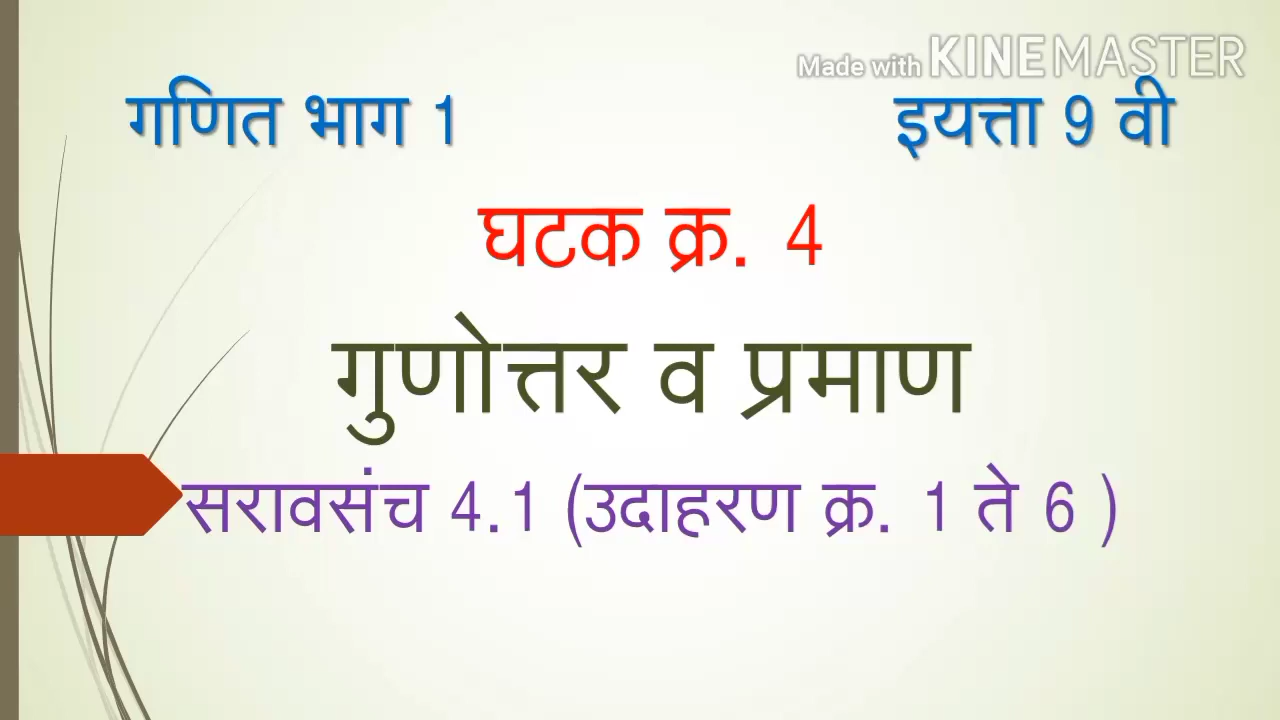 Made with KINEMASTER
गणित भाग 1 इयत्ता 9 वी
घटक क्र. 4
गुणोत्तर व प्रमाण
सरावसंच 4.1 (उदाहरण क्र. 1 ते 6 )